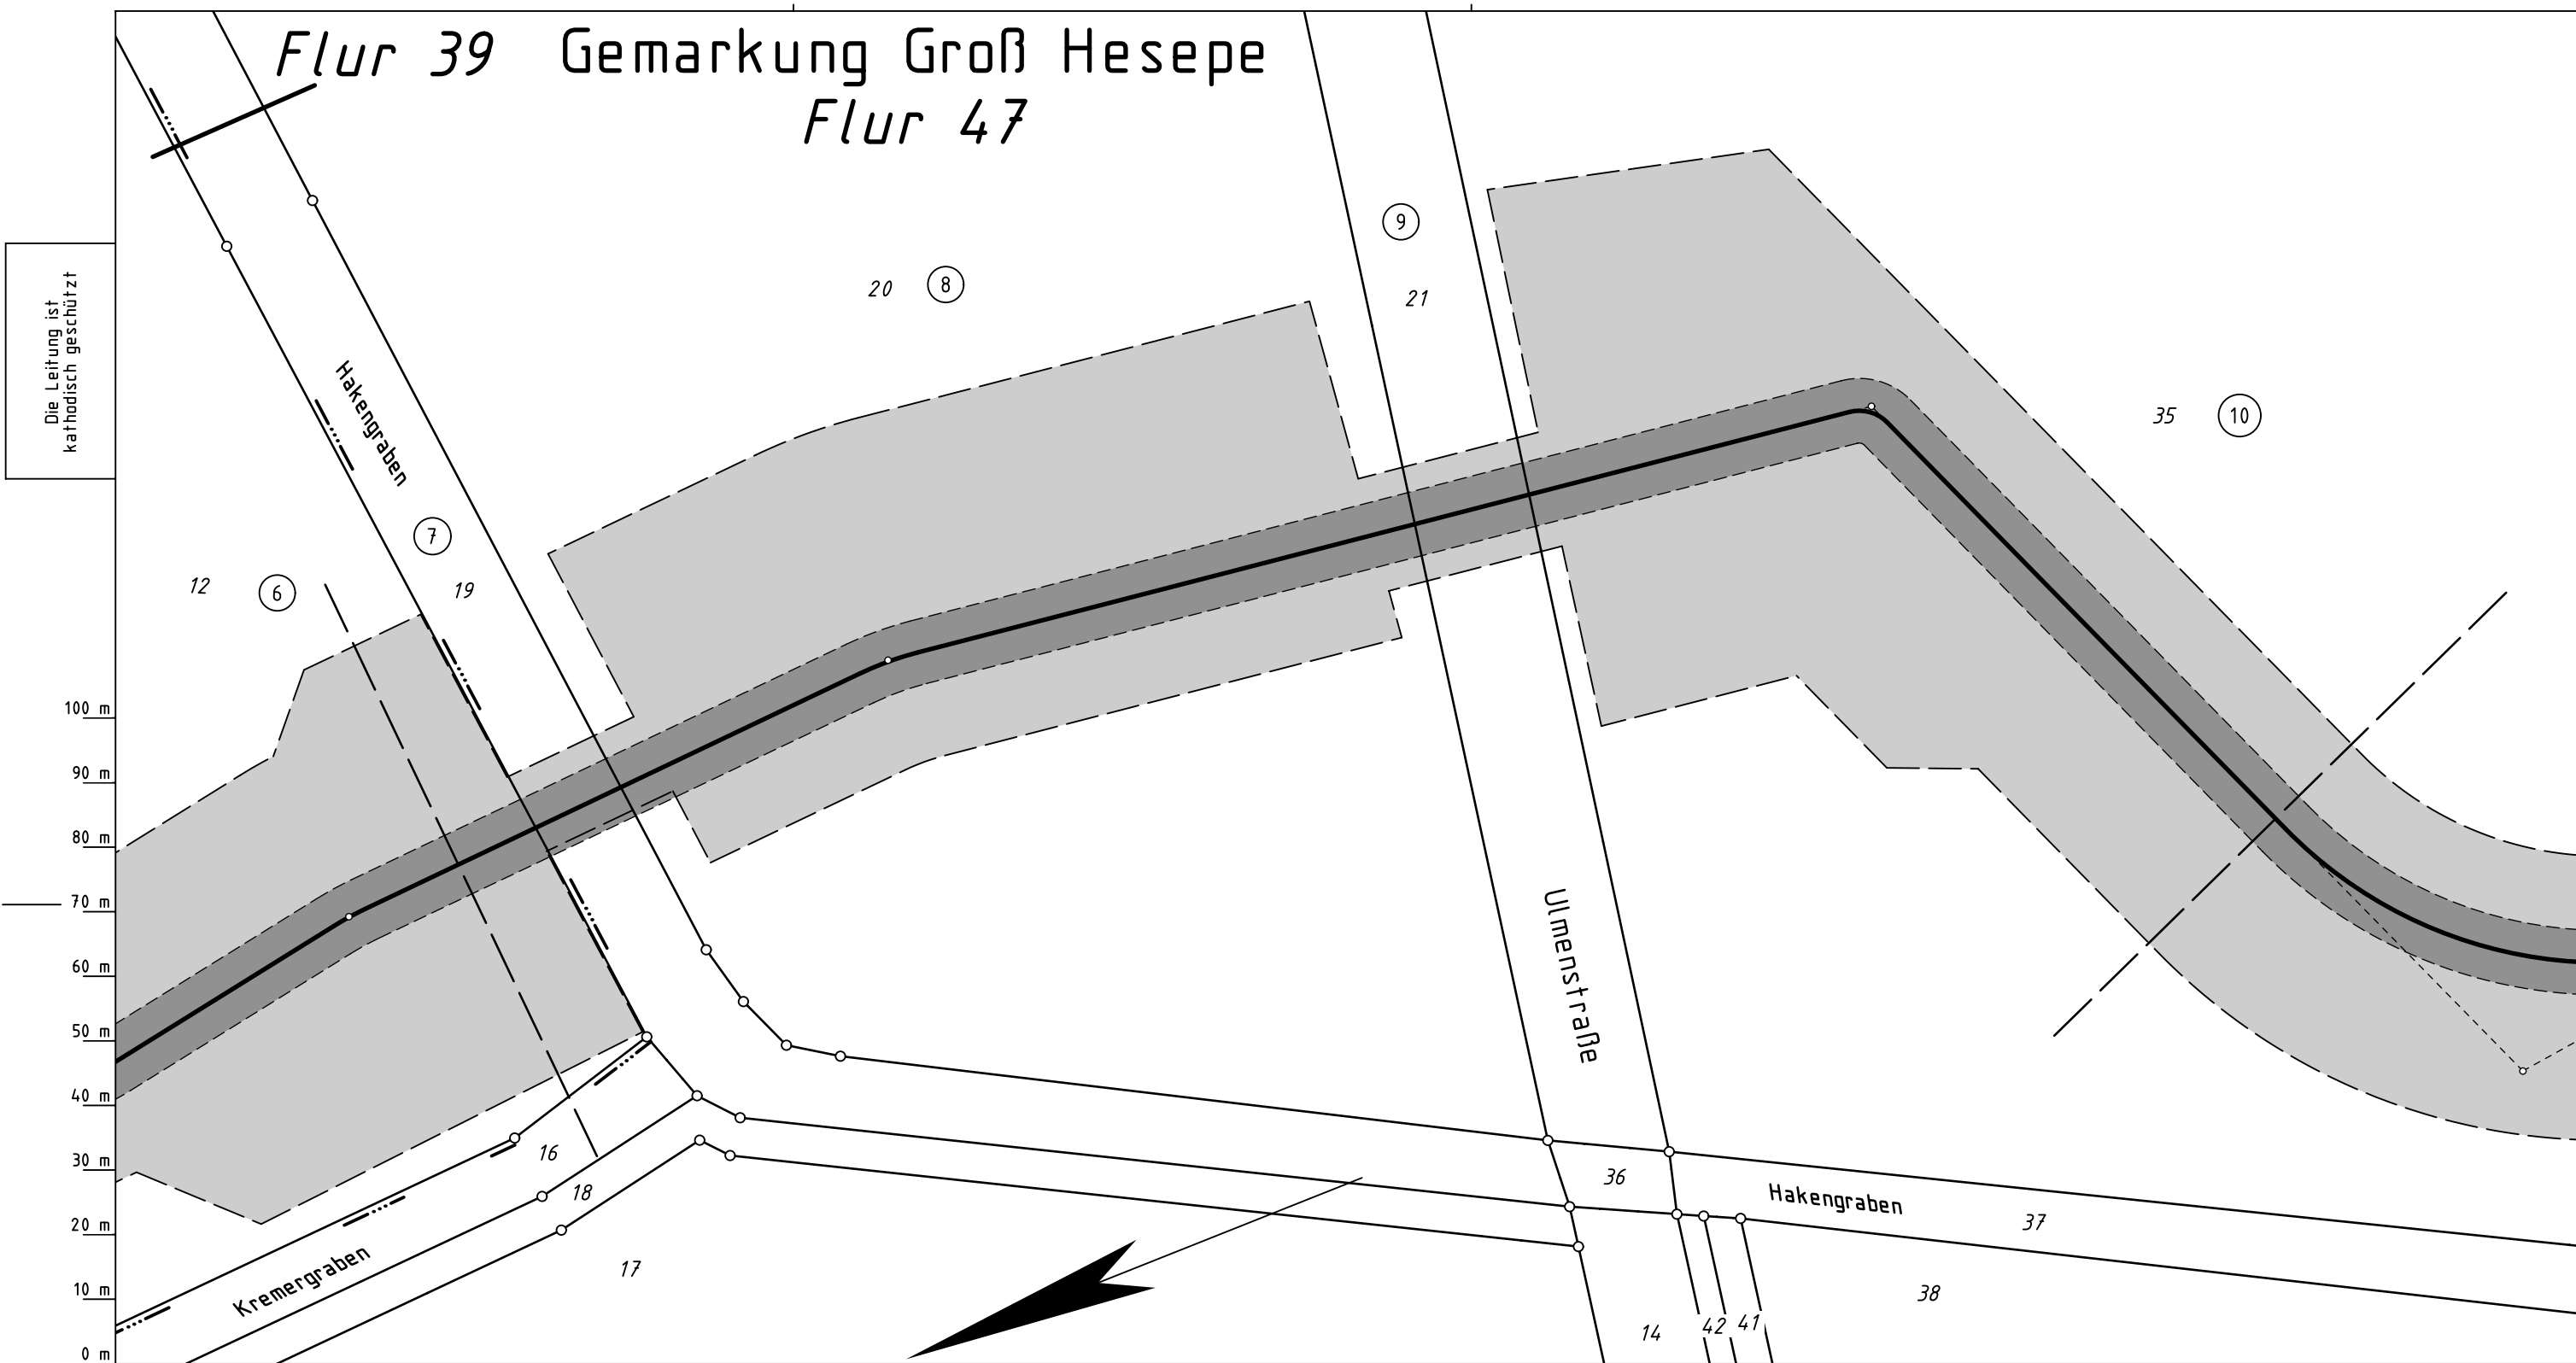 Flur 39 Gemarkung Groß Hesepe
Flur 47
Die Leitung ist
kathodisch geschützt
Hakengraben
20 8
9
21
35 10
7
19
12 6
100 m
90 m
80 m
70 m
60 m
50 m
40 m
30 m
20 m
10 m
0 m
Ulmenstraße
16
18
17
Kremergraben
36
Hakengraben
37
38
14
42
41